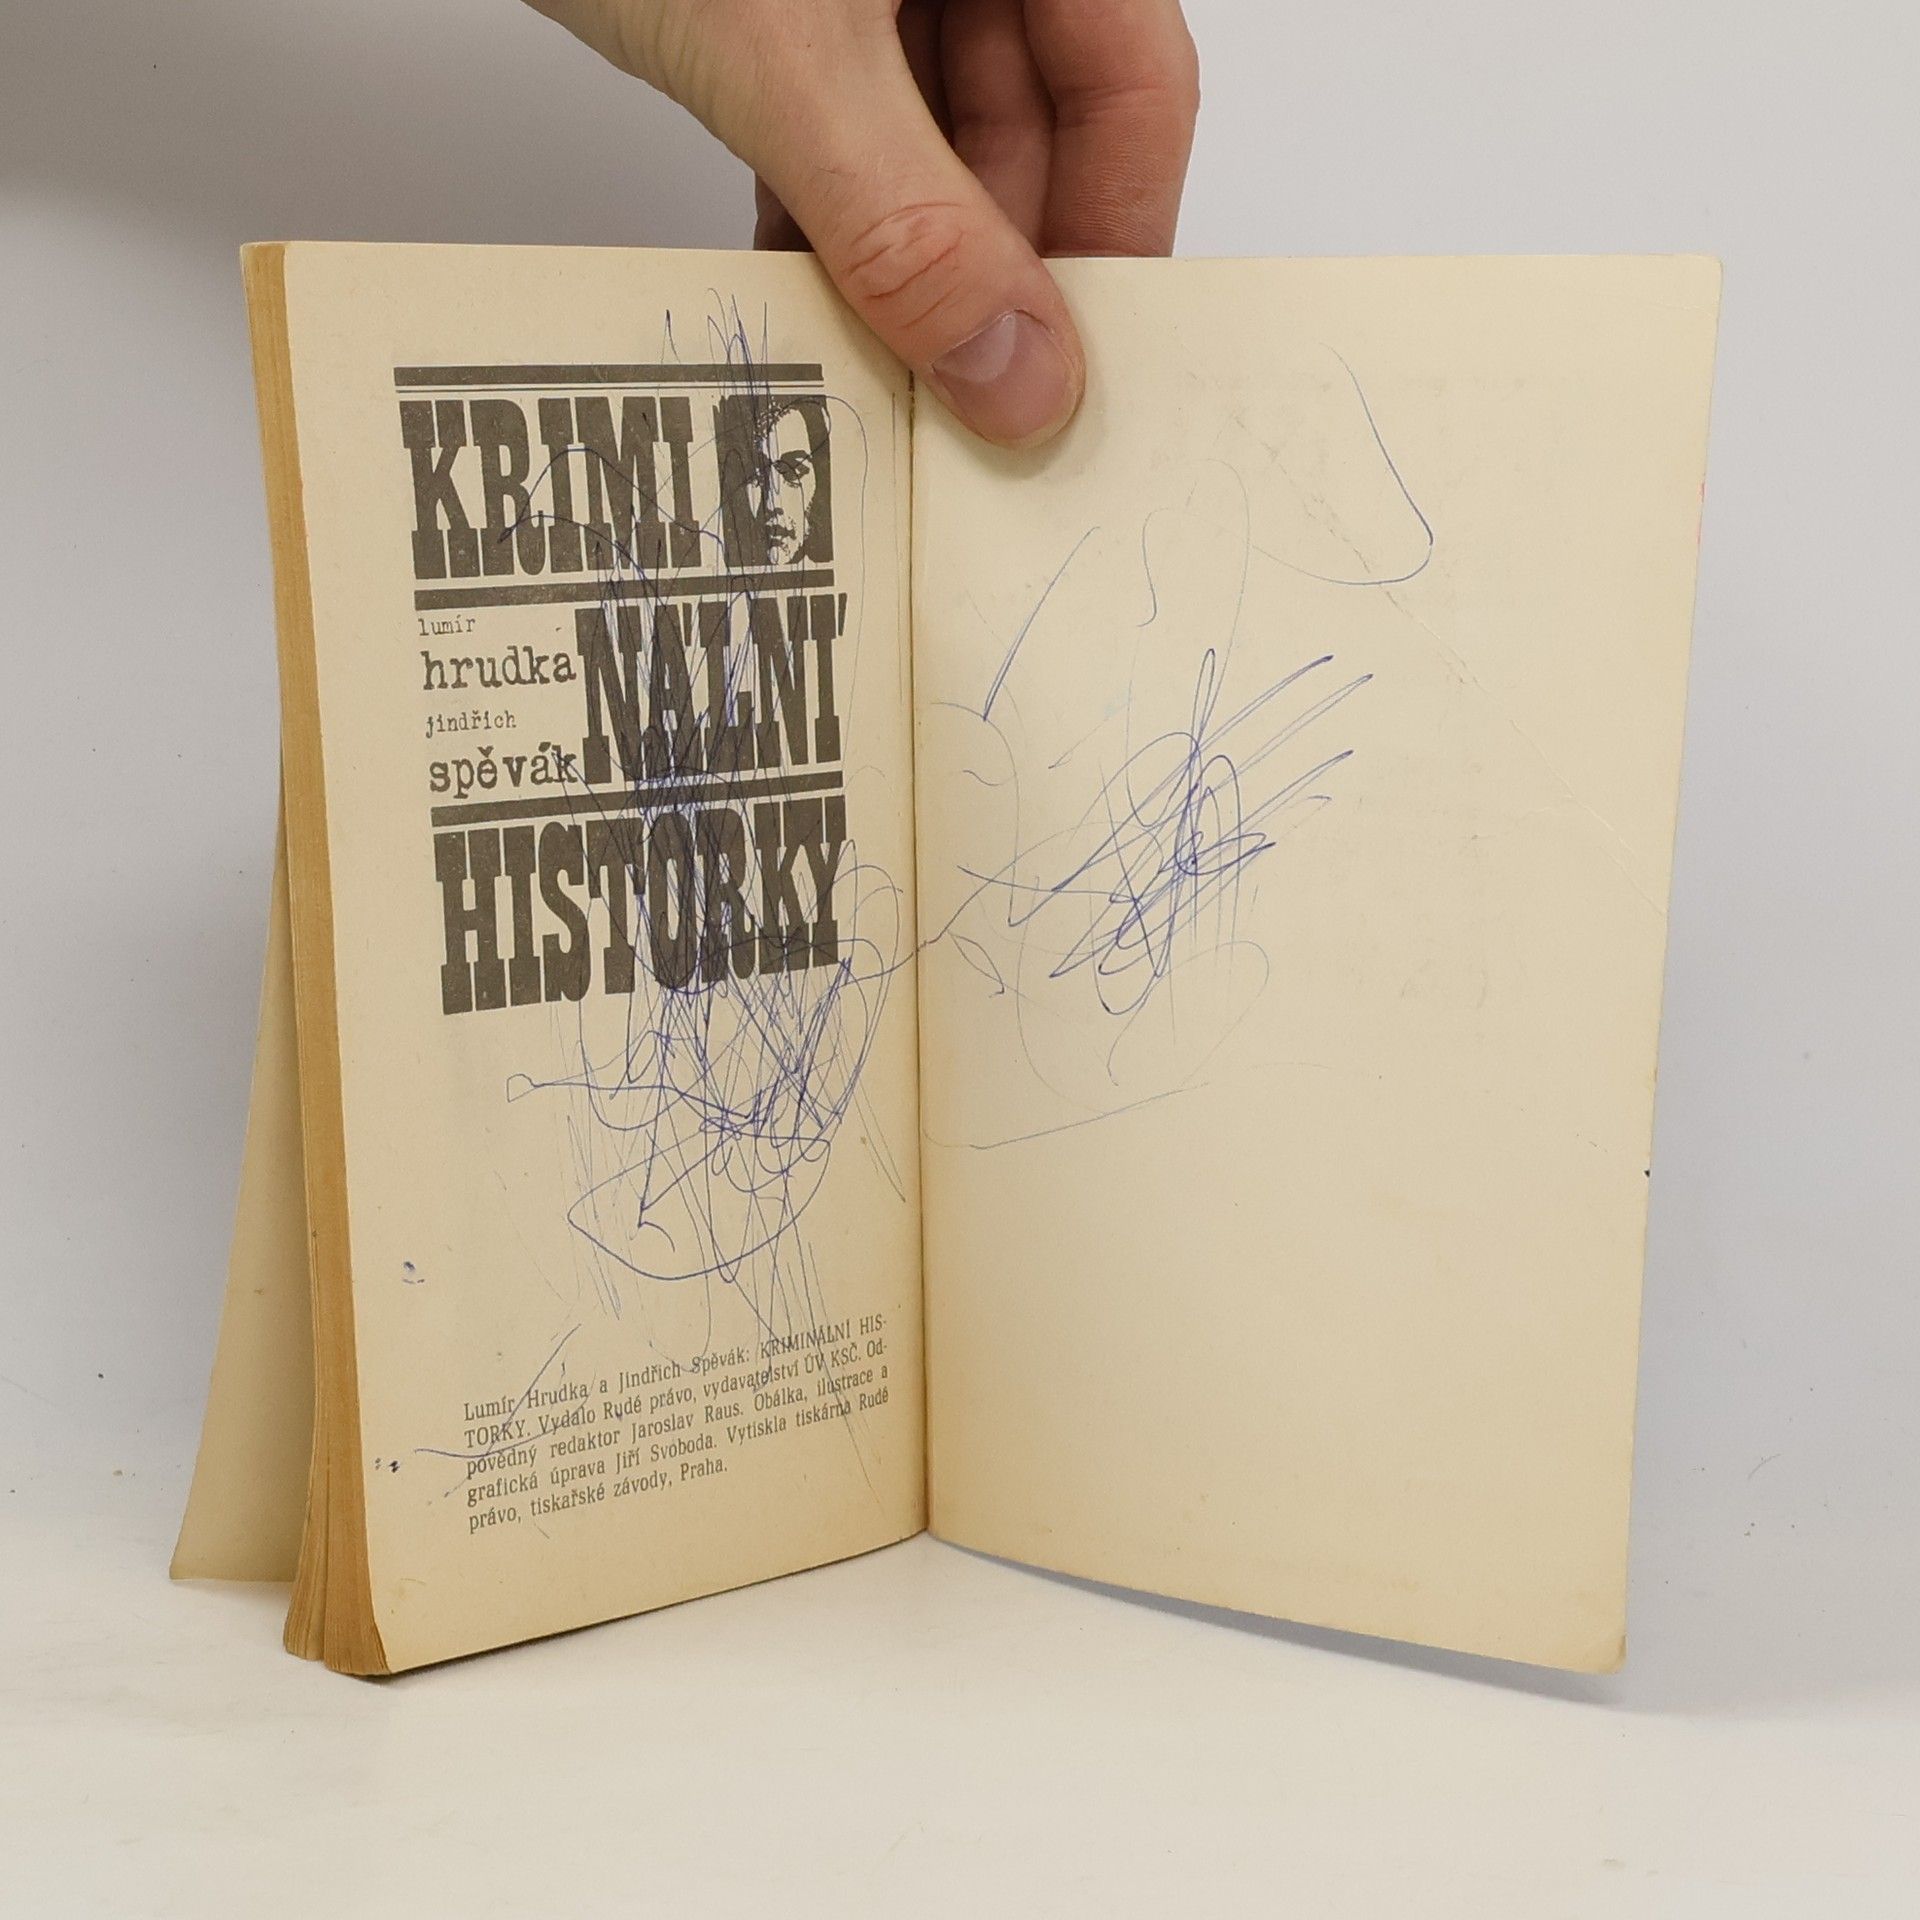 KRIMI
lumír
hrudka
jindřich
spěvák
NÁLNÍ
HISTORKY
Lumír Hrudka a Jindřich Spěvák: KRIMINÁLNÍ HIS-
TORKY. Vydalo Rudé právo, vydavatelství ÚV KSČ. Od-
povědný redaktor Jaroslav Raus. Obálka, ilustrace a
grafická úprava Jiří Svoboda. Vytiskla tiskárna Rudé
právo, tiskařské závody, Praha.